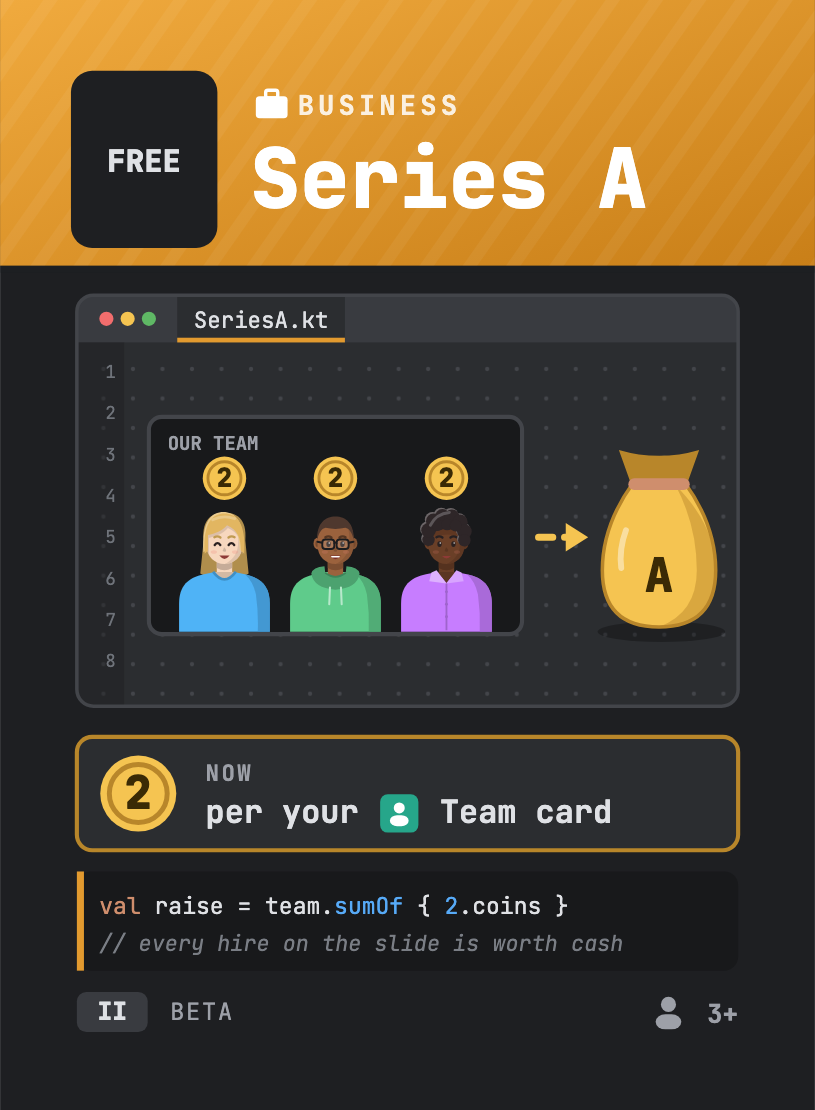 FREE
BUSINESS
Series A
SeriesA.kt
1
2
3
4
5
6
7
8
OUR TEAM
2 2 2
A
2
NOW
per your Team card
val raise = team.sumOf { 2.coins }
// every hire on the slide is worth cash
II BETA
3+